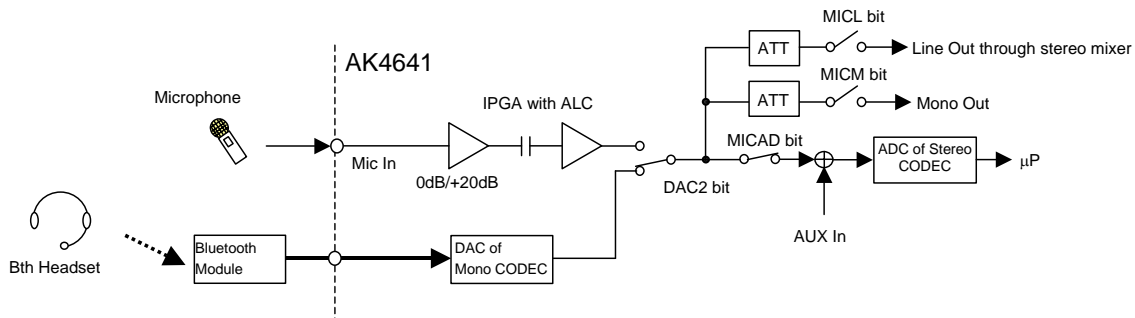 MICL bit
ATT
Line Out through stereo mixer
AK4641
MICM bit
Microphone
IPGA with ALC
ATT
Mono Out
MICAD bit
ADC of Stereo
CODEC
μP
Mic In
0dB/+20dB
DAC2 bit
AUX In
Bluetooth
Module
DAC of
Mono CODEC
Bth Headset